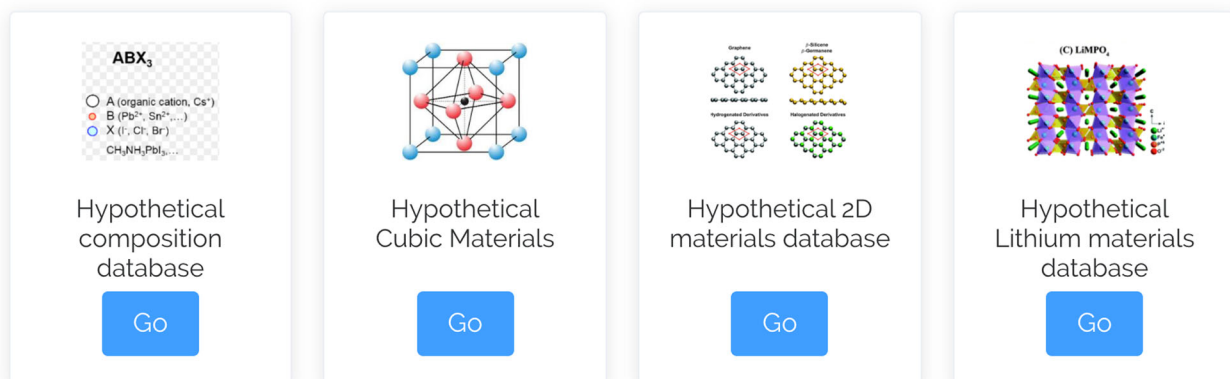 ABX₃
A (organic cation, Cs⁺)
B (Pb²⁺, Sn²⁺,...)
X (I⁻, Cl⁻, Br⁻)
CH₃NH₃PbI₃,...
Hypothetical
composition
database
Go
Hypothetical
Cubic Materials
Go
Graphene
Hydrogenated Derivatives
Halogenated Derivatives
Hypothetical 2D
materials database
Go
(C) LiMPO₄
Hypothetical
Lithium materials
database
Go